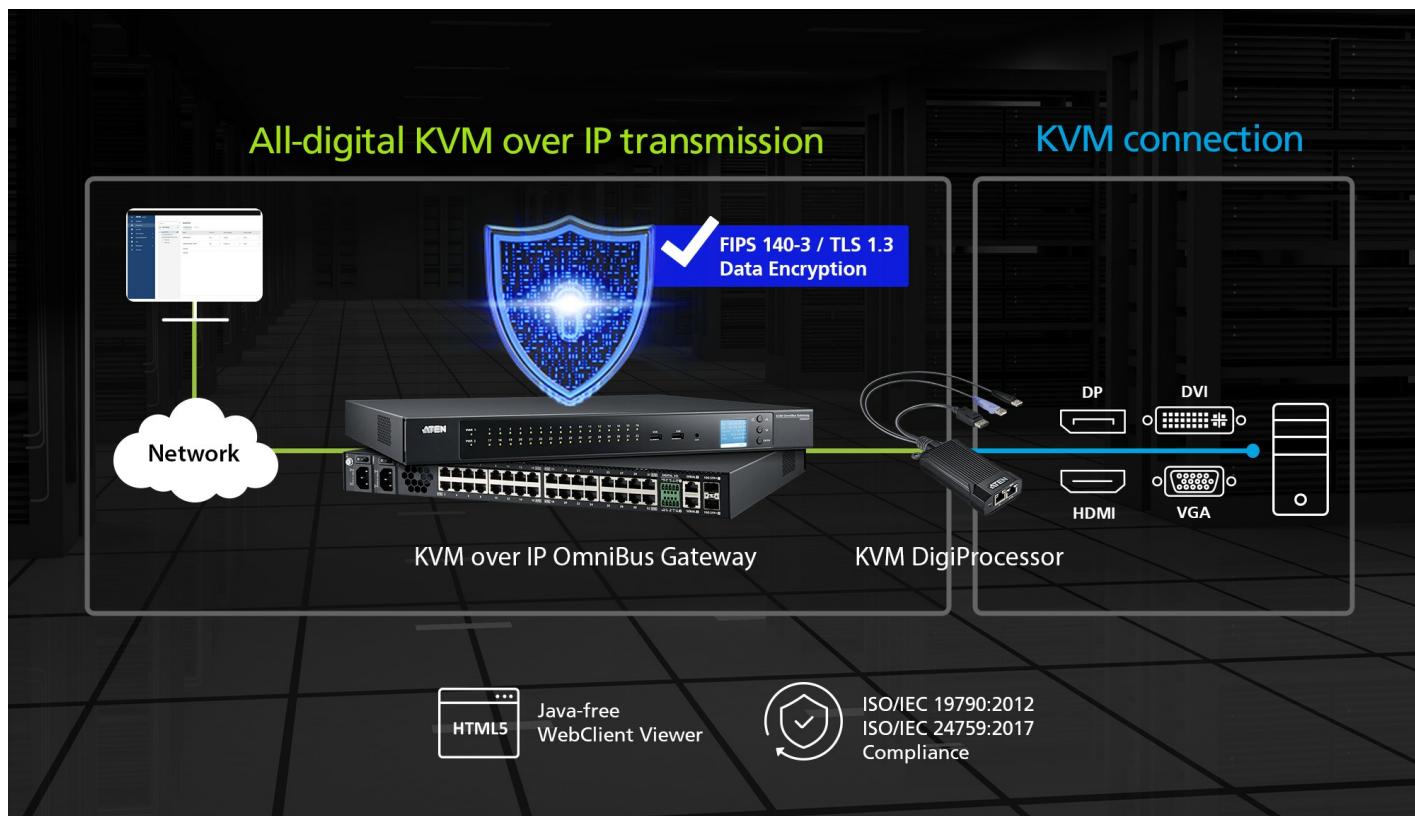 All-digital KVM over IP transmission
KVM connection
FIPS 140-3 / TLS 1.3
Data Encryption
Network
ATEN
ATEN
DP
DVI
HDMI
VGA
KVM over IP OmniBus Gateway
KVM DigiProcessor
HTML5
Java-free
WebClient Viewer
ISO/IEC 19790:2012
ISO/IEC 24759:2017
Compliance